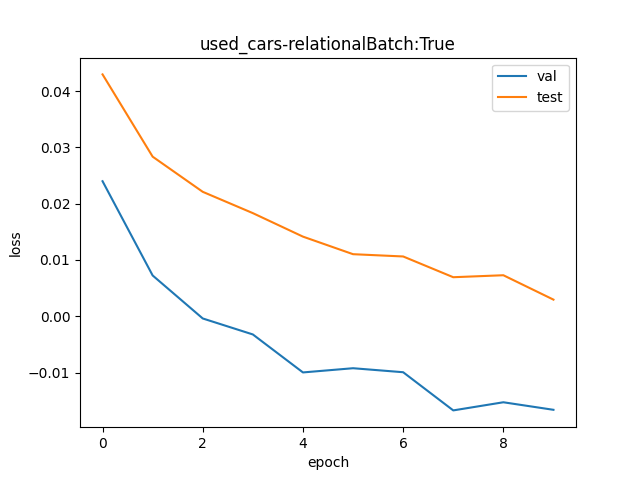 used_cars-relationalBatch:True
val
test
loss
0.04
0.03
0.02
0.01
0.00
−0.01
0 2 4 6 8
epoch